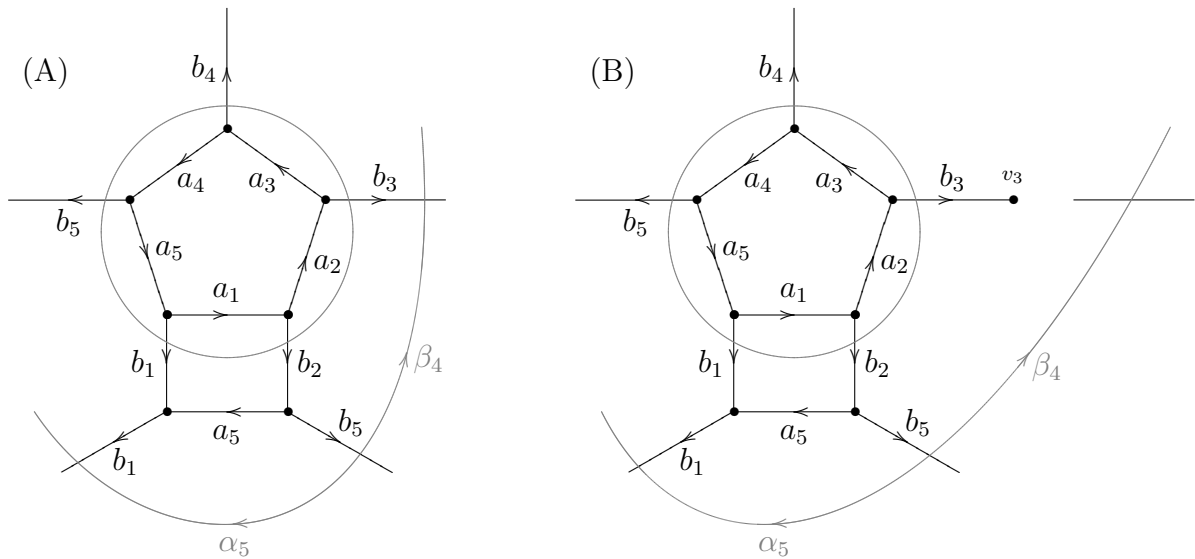 (A)
b₄
b₃
a₄
a₃
b₅
a₅
a₂
a₁
b₁
b₂
β₄
a₅
b₅
b₁
α₅
(B)
b₄
b₃
v₃
a₄
a₃
b₅
a₅
a₂
a₁
b₁
b₂
β₄
a₅
b₅
b₁
α₅